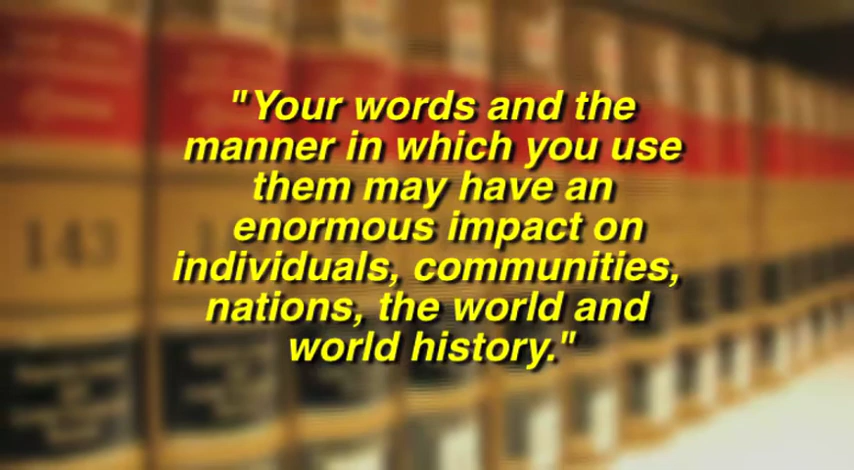 "Your words and the
manner in which you use
them may have an
enormous impact on
individuals, communities,
nations, the world and
world history."
143